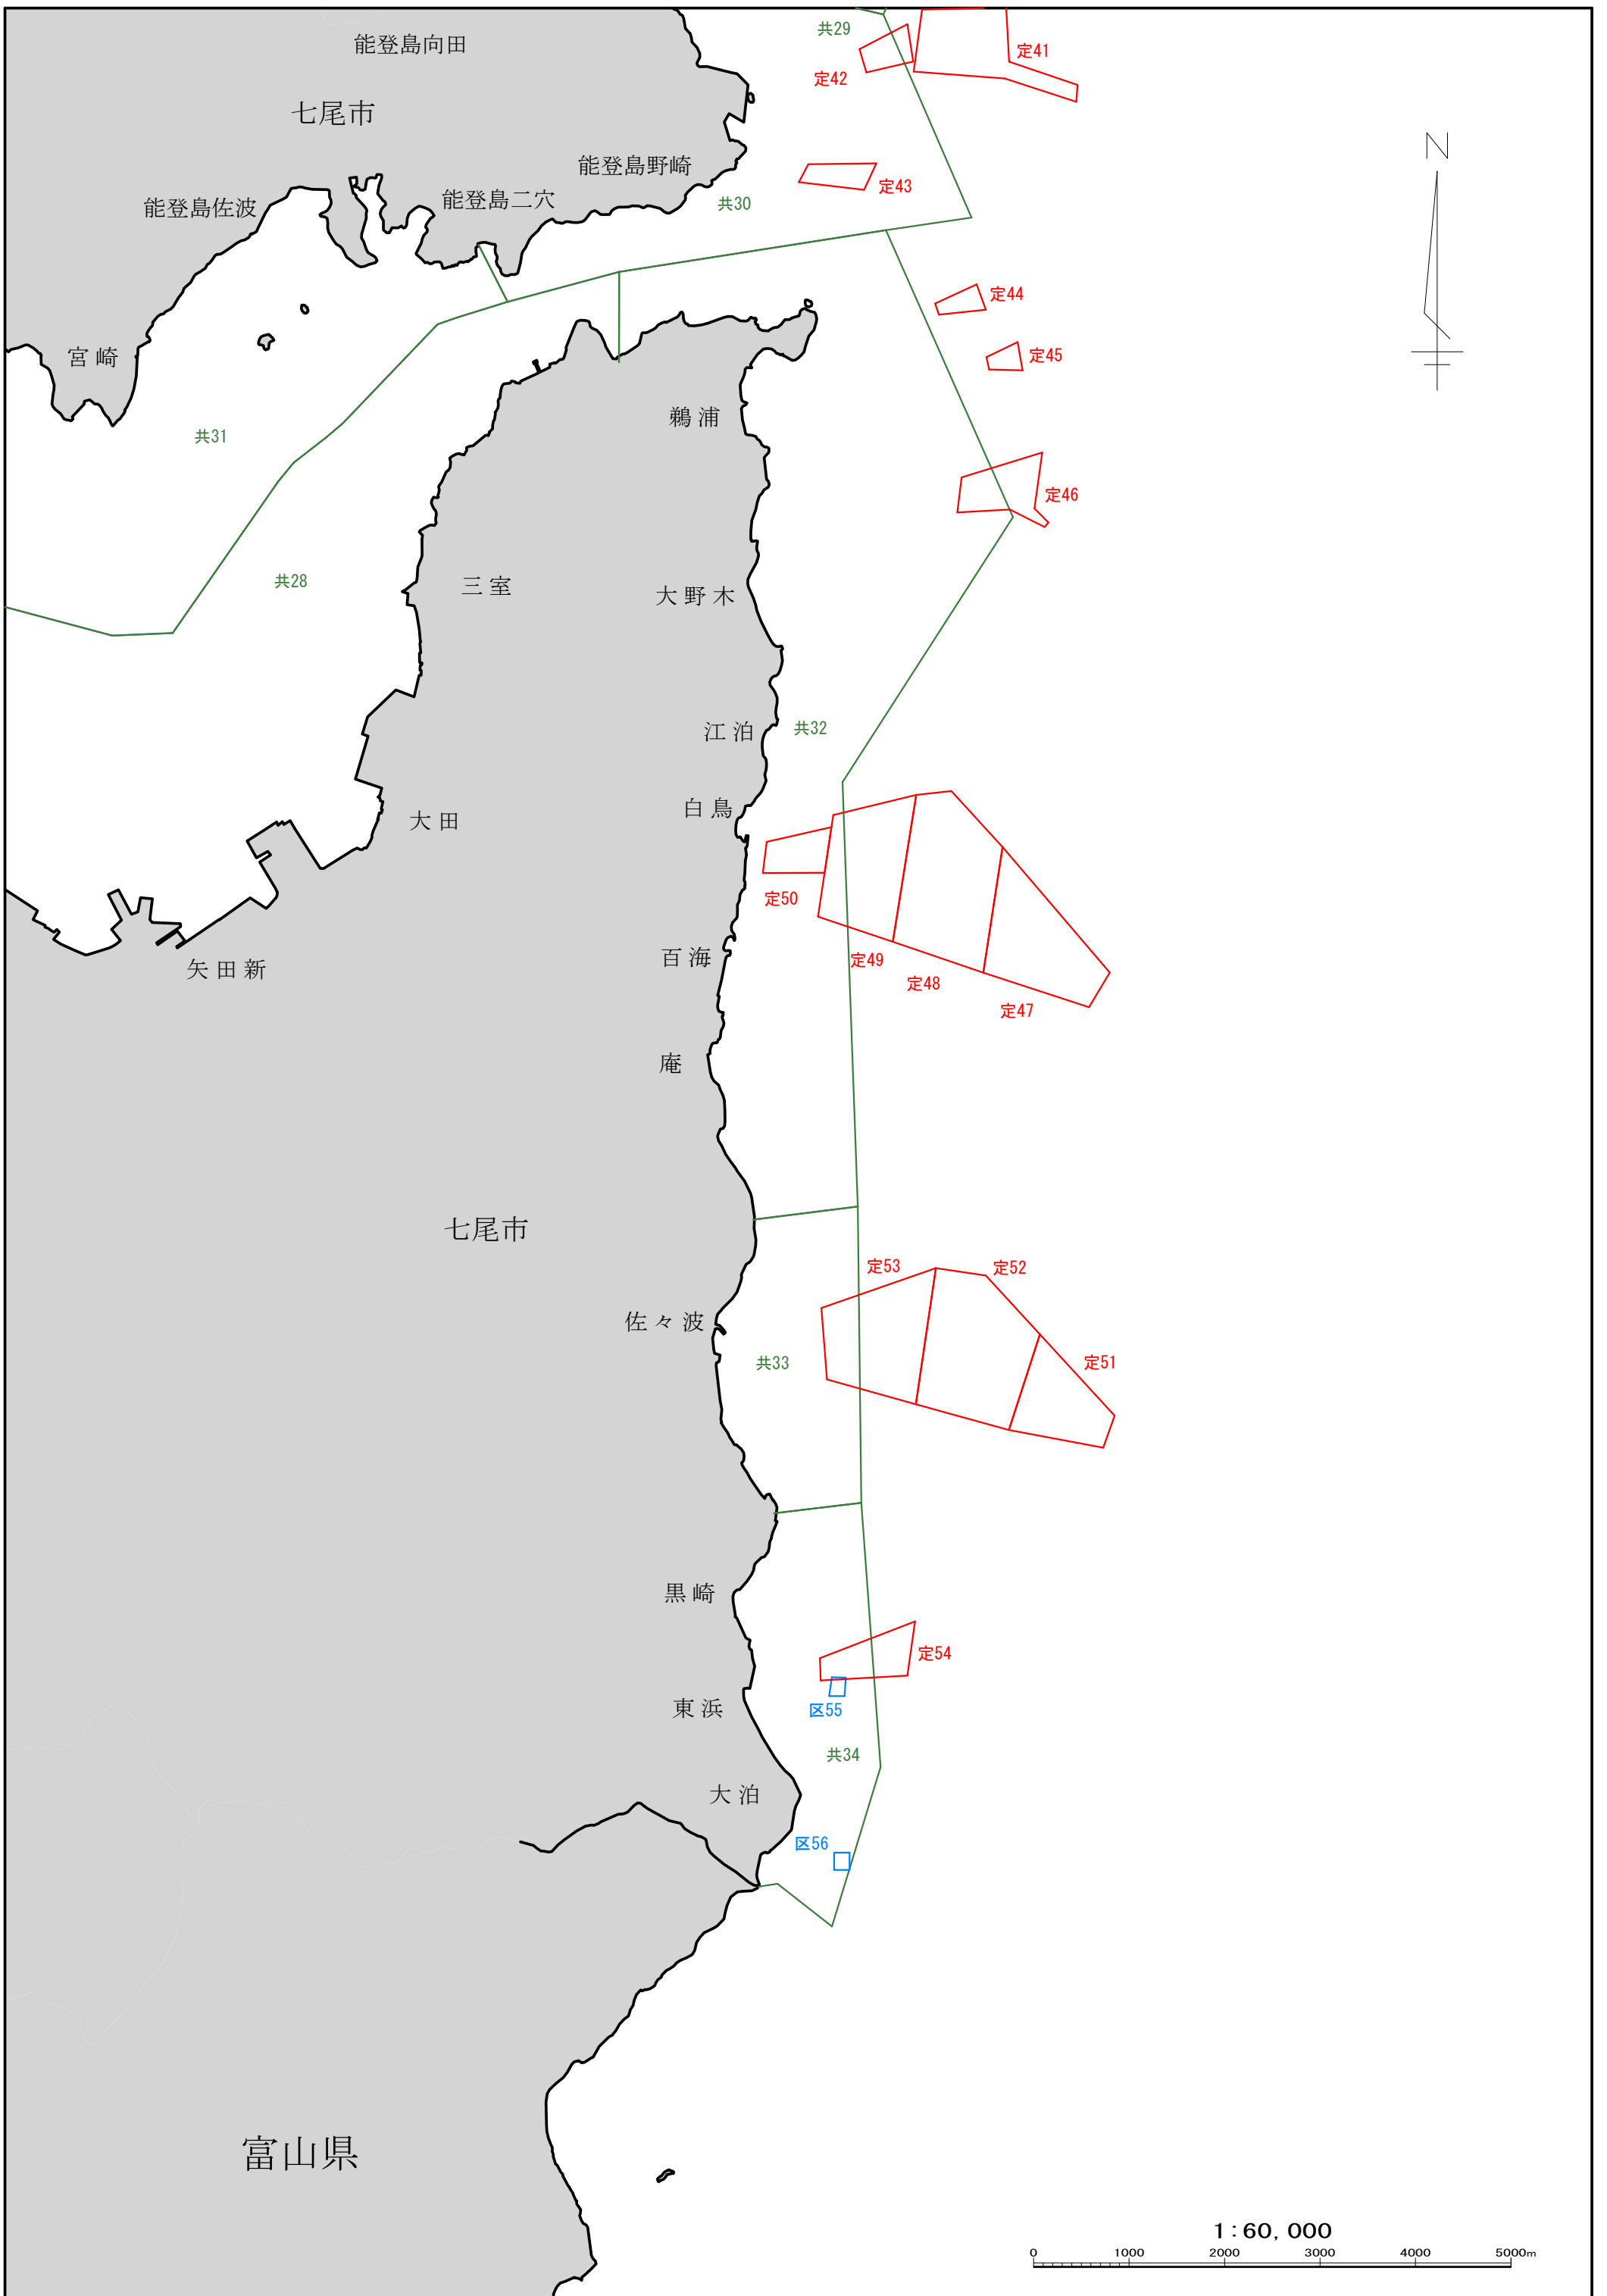 共29
能登島向田
定41
定42
七尾市
N
能登島野崎
定43
能登島二穴
共30
能登島佐波
定44
定45
宮崎
鵜浦
共31
定46
共28
三室
大野木
共32
江泊
白鳥
大田
定50
百海
定49
矢田新
定48
定47
庵
七尾市
定53
定52
佐々波
共33
定51
黒崎
定54
東浜
区55
共34
大泊
区56
富山県
1:60,000
0 1000 2000 3000 4000 5000m